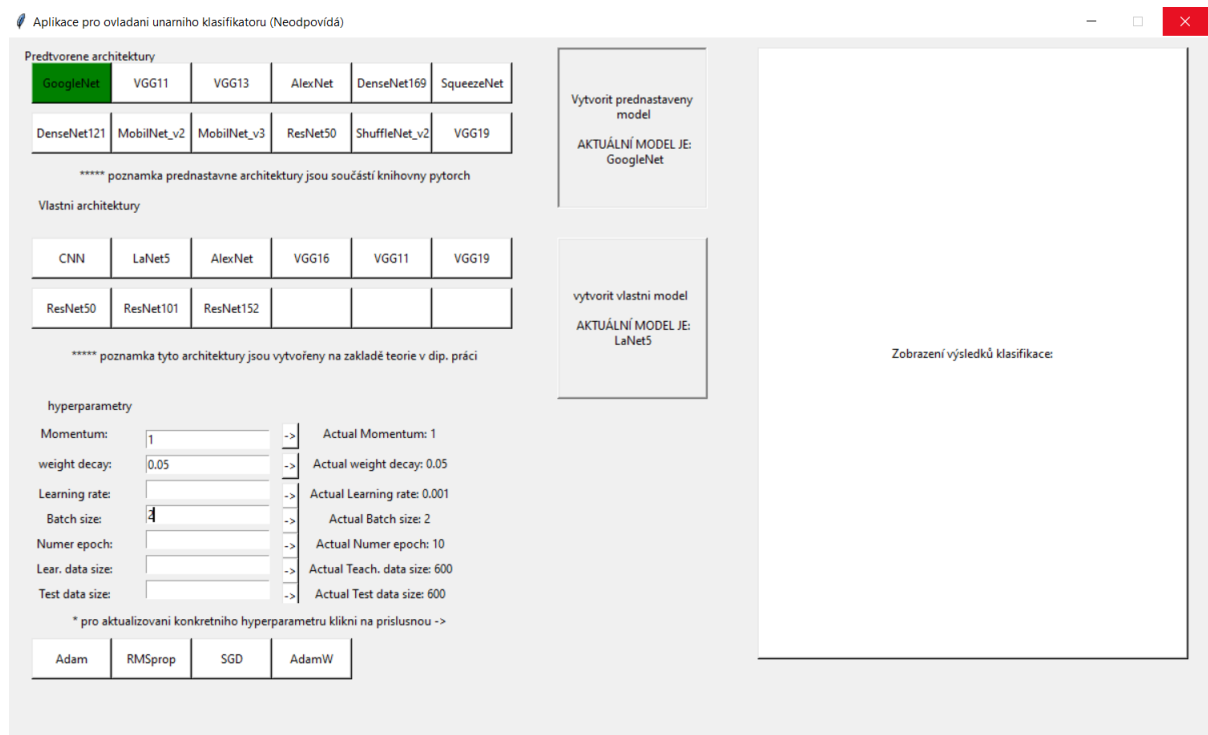 Aplikace pro ovladani unarniho klasifikatoru (Neodpovídá)
Predtvorene architektury
GoogleNet VGG11 VGG13 AlexNet DenseNet169 SqueezeNet
DenseNet121 MobilNet_v2 MobilNet_v3 ResNet50 ShuffleNet_v2 VGG19
***** poznamka prednastavne architektury jsou součástí knihovny pytorch
Vlastni architektury
CNN LaNet5 AlexNet VGG16 VGG11 VGG19
ResNet50 ResNet101 ResNet152
***** poznamka tyto architektury jsou vytvořeny na zakladě teorie v dip. práci
hyperparametry
Momentum: 1 -> Actual Momentum: 1
weight decay: 0.05 -> Actual weight decay: 0.05
Learning rate: -> Actual Learning rate: 0.001
Batch size: 2 -> Actual Batch size: 2
Numer epoch: -> Actual Numer epoch: 10
Lear. data size: -> Actual Teach. data size: 600
Test data size: -> Actual Test data size: 600
* pro aktualizovani konkretniho hyperparametru klikni na prislusnou ->
Adam RMSprop SGD AdamW
Vytvorit prednastaveny
model
AKTUÁLNÍ MODEL JE:
GoogleNet
vytvorit vlastni model
AKTUÁLNÍ MODEL JE:
LaNet5
Zobrazení výsledků klasifikace: